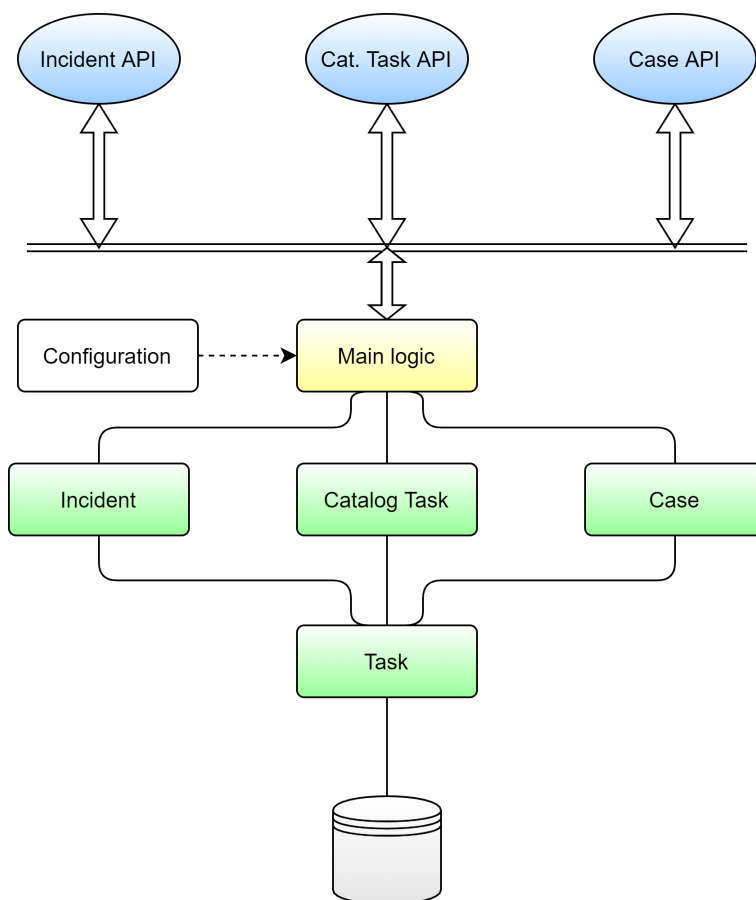 Incident API
Cat. Task API
Case API
Configuration
Main logic
Incident
Catalog Task
Case
Task